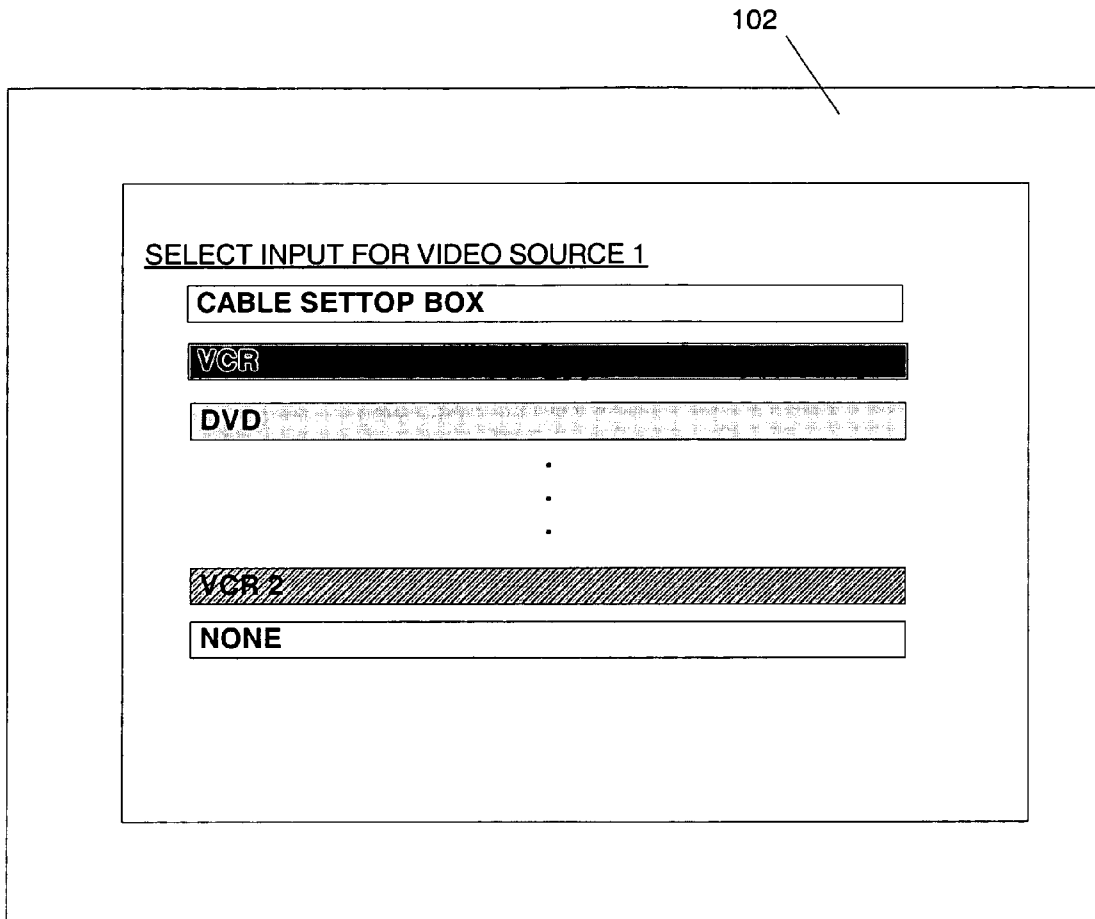 102
SELECT INPUT FOR VIDEO SOURCE 1
CABLE SETTOP BOX
VCR
DVD
VCR 2
NONE